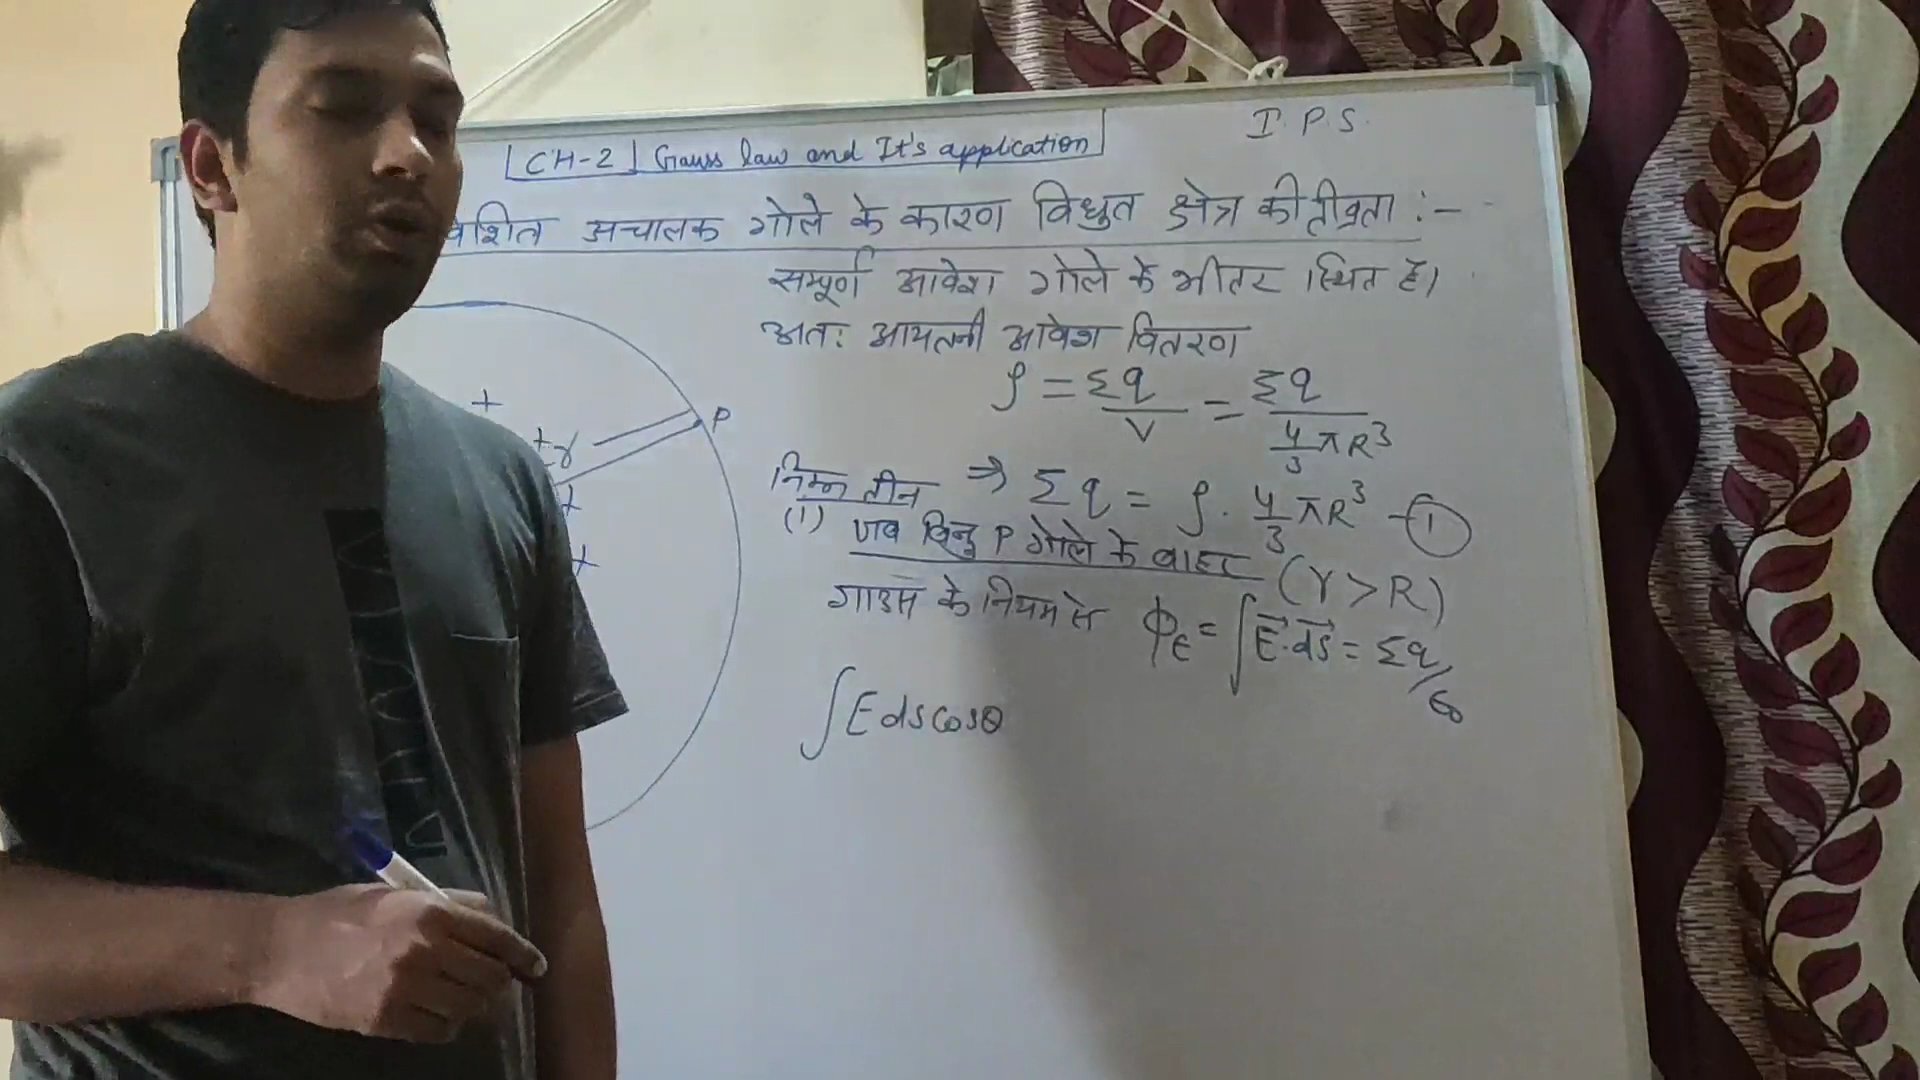 I.P.S.
CH-2 Gauss law and It's application
वेशित अचालक गोले के कारण विधुत क्षेत्र की तीव्रता :-
सम्पूर्ण आवेश गोले के भीतर स्थित है।
अतः आयतनी आवेश वितरण
ρ = Σq/V = Σq/(4/3 πR³)
निम्न तीन ⇒ Σq = ρ. 4/3 πR³ -①
(1) जब बिन्दु P गोले के बाहर (r > R)
गाउस के नियम से ϕE = ∫E⃗.ds⃗ = Σq/ϵ0
∫E ds cosθ
+
+ r
P
+
+